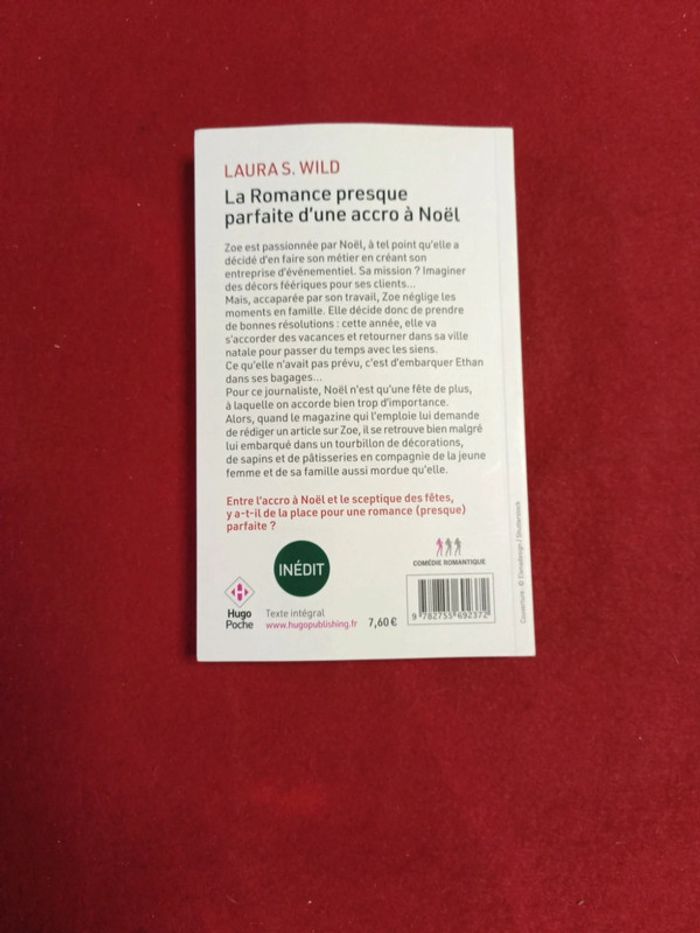 LAURA S. WILD
La Romance presque
parfaite d'une accro à Noël
Zoe est passionnée par Noël, à tel point qu'elle a
décidé d'en faire son métier en créant son
entreprise d'événementiel. Sa mission ? Imaginer
des décors féériques pour ses clients...
Mais, accaparée par son travail, Zoe néglige les
moments en famille. Elle décide donc de prendre
de bonnes résolutions : cette année, elle va
s'accorder des vacances et retourner dans sa ville
natale pour passer du temps avec les siens.
Ce qu'elle n'avait pas prévu, c'est d'embarquer Ethan
dans ses bagages...
Pour ce journaliste, Noël n'est qu'une fête de plus,
à laquelle on accorde bien trop d'importance.
Alors, quand le magazine qui l'emploie lui demande
de rédiger un article sur Zoe, il se retrouve bien malgré
lui embarqué dans un tourbillon de décorations,
de sapins et de pâtisseries en compagnie de la jeune
femme et de sa famille aussi mordue qu'elle.
Entre l'accro à Noël et le sceptique des fêtes,
y a-t-il de la place pour une romance (presque)
parfaite ?
INÉDIT
COMÉDIE ROMANTIQUE
H
Hugo
Poche
Texte intégral
www.hugopublishing.fr
7,60 €
9 782755 692372
Couverture : © Elenadesign / Shutterstock